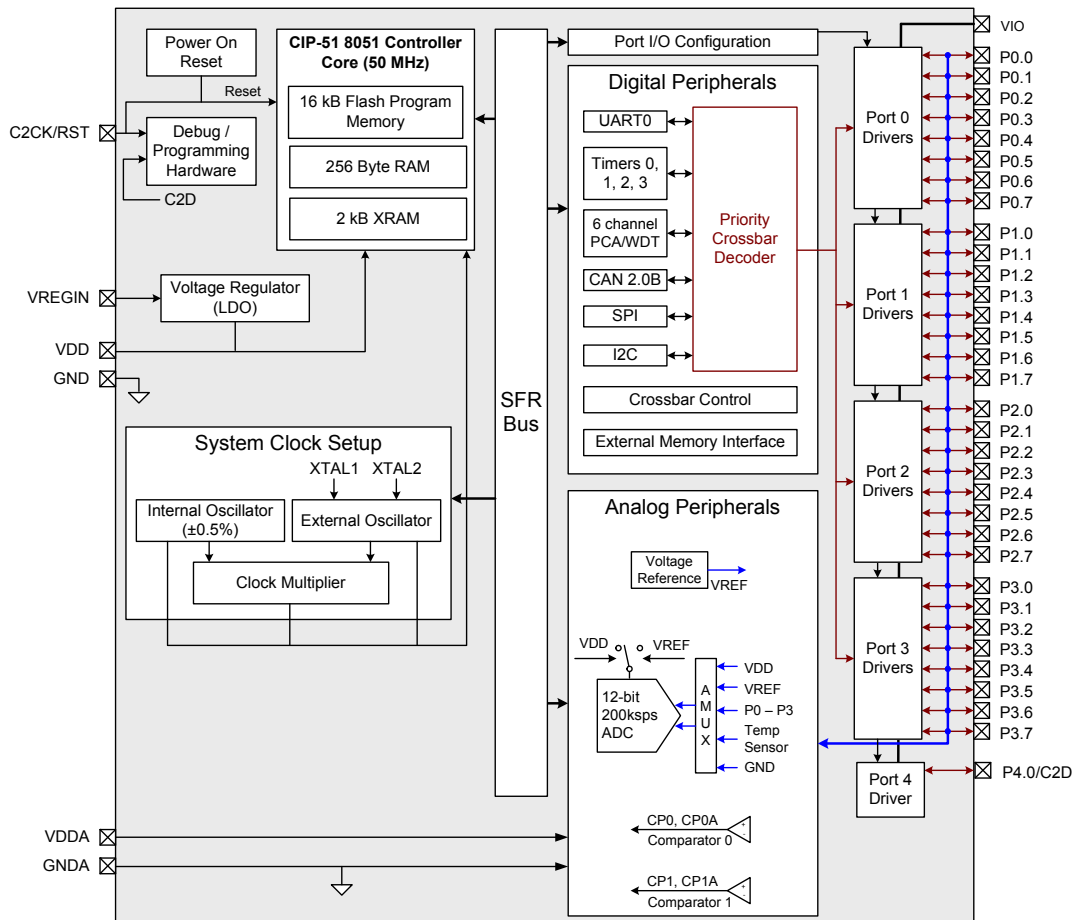 Power On
Reset
Reset
C2CK/RST
Debug /
Programming
Hardware
C2D
CIP-51 8051 Controller
Core (50 MHz)
16 kB Flash Program
Memory
256 Byte RAM
2 kB XRAM
VREGIN
Voltage Regulator
(LDO)
VDD
GND
System Clock Setup
XTAL1
XTAL2
Internal Oscillator
(±0.5%)
External Oscillator
Clock Multiplier
VDDA
GNDA
SFR
Bus
Port I/O Configuration
Digital Peripherals
UART0
Timers 0,
1, 2, 3
6 channel
PCA/WDT
CAN 2.0B
SPI
I2C
Priority
Crossbar
Decoder
Crossbar Control
External Memory Interface
Analog Peripherals
Voltage
Reference
VREF
VDD
VREF
12-bit
200ksps
ADC
A
M
U
X
VDD
VREF
P0 – P3
Temp
Sensor
GND
CP0, CP0A
+
-
Comparator 0
CP1, CP1A
+
-
Comparator 1
Port 0
Drivers
Port 1
Drivers
Port 2
Drivers
Port 3
Drivers
Port 4
Driver
VIO
P0.0
P0.1
P0.2
P0.3
P0.4
P0.5
P0.6
P0.7
P1.0
P1.1
P1.2
P1.3
P1.4
P1.5
P1.6
P1.7
P2.0
P2.1
P2.2
P2.3
P2.4
P2.5
P2.6
P2.7
P3.0
P3.1
P3.2
P3.3
P3.4
P3.5
P3.6
P3.7
P4.0/C2D